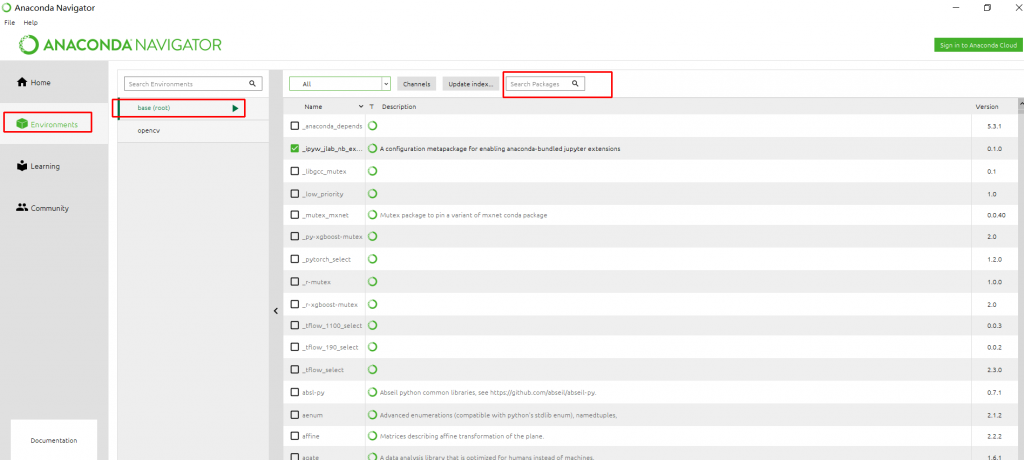 Anaconda Navigator
File Help
ANACONDA NAVIGATOR
Sign in to Anaconda Cloud
Home
Environments
Learning
Community
Documentation
Search Environments
base (root)
opencv
All Channels Update index... Search Packages
Name T Description Version
_anaconda_depends 5.3.1
_ipyw_jlab_nb_ex... A configuration metapackage for enabling anaconda-bundled jupyter extensions 0.1.0
_libgcc_mutex 0.1
_low_priority 1.0
_mutex_mxnet Mutex package to pin a variant of mxnet conda package 0.0.40
_py-xgboost-mutex 2.0
_pytorch_select 1.2.0
_r-mutex 1.0.0
_r-xgboost-mutex 2.0
_tflow_1100_select 0.0.3
_tflow_190_select 0.0.2
_tflow_select 2.3.0
absl-py Abseil python common libraries, see https://github.com/abseil/abseil-py. 0.7.1
aenum Advanced enumerations (compatible with python's stdlib enum), namedtuples, 2.1.2
affine Matrices describing affine transformation of the plane. 2.2.2
agate A data analysis library that is optimized for humans instead of machines. 1.6.1